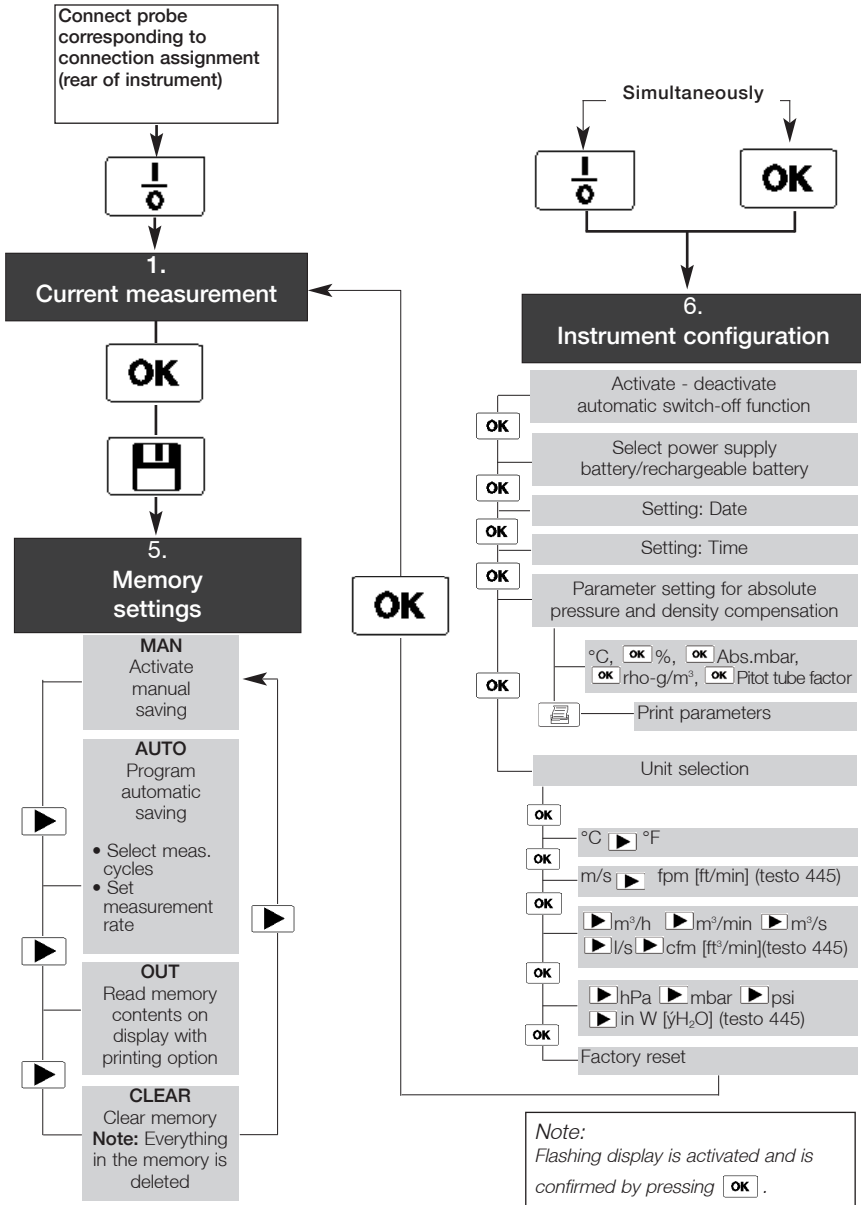 Connect probe
corresponding to
connection assignment
(rear of instrument)
I
0
1.
Current measurement
OK
5.
Memory
settings
MAN
Activate
manual
saving
AUTO
Program
automatic
saving
• Select meas.
cycles
• Set
measurement
rate
OUT
Read memory
contents on
display with
printing option
CLEAR
Clear memory
Note: Everything
in the memory is
deleted
OK
Simultaneously
I
0
OK
6.
Instrument configuration
Activate - deactivate
automatic switch-off function
OK
Select power supply
battery/rechargeable battery
OK
Setting: Date
OK
Setting: Time
OK
Parameter setting for absolute
pressure and density compensation
°C, OK %, OK Abs.mbar,
OK rho-g/m³, OK Pitot tube factor
Print parameters
OK
Unit selection
OK
°C °F
OK
m/s fpm [ft/min] (testo 445)
OK
m³/h m³/min m³/s
l/s cfm [ft³/min](testo 445)
OK
hPa mbar psi
in W [ýH₂O] (testo 445)
OK
Factory reset
Note:
Flashing display is activated and is
confirmed by pressing OK .